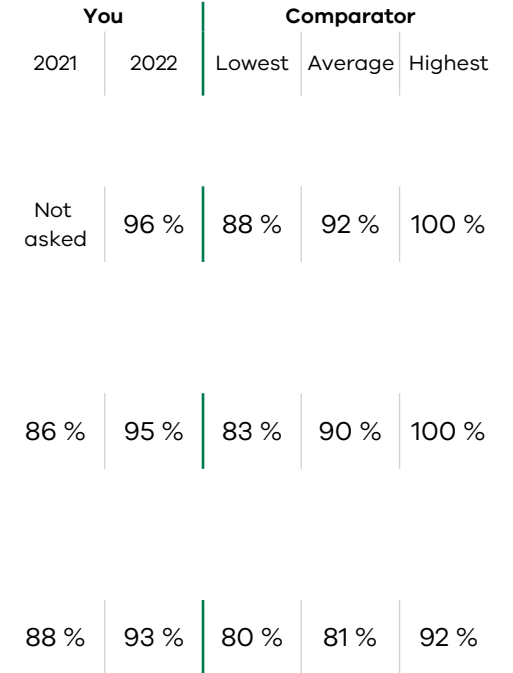 You Comparator
2021 2022 Lowest Average Highest
Not asked 96 % 88 % 92 % 100 %
86 % 95 % 83 % 90 % 100 %
88 % 93 % 80 % 81 % 92 %